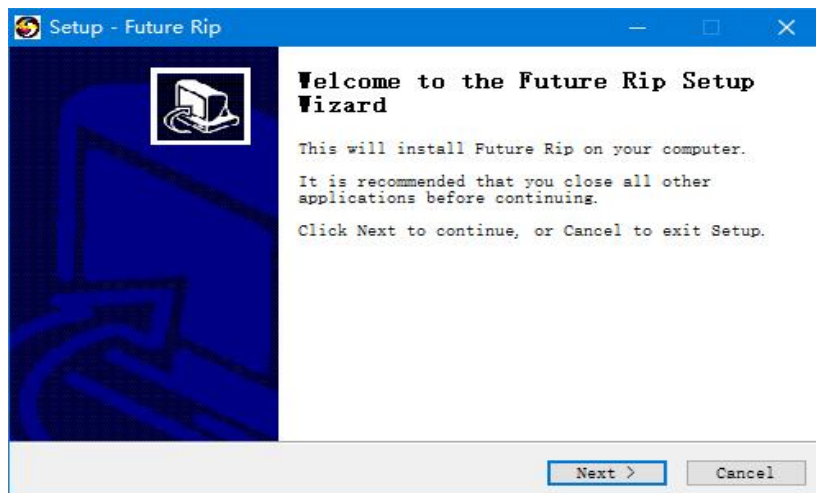 Setup - Future Rip
Welcome to the Future Rip Setup
Wizard
This will install Future Rip on your computer.
It is recommended that you close all other
applications before continuing.
Click Next to continue, or Cancel to exit Setup.
Next >
Cancel